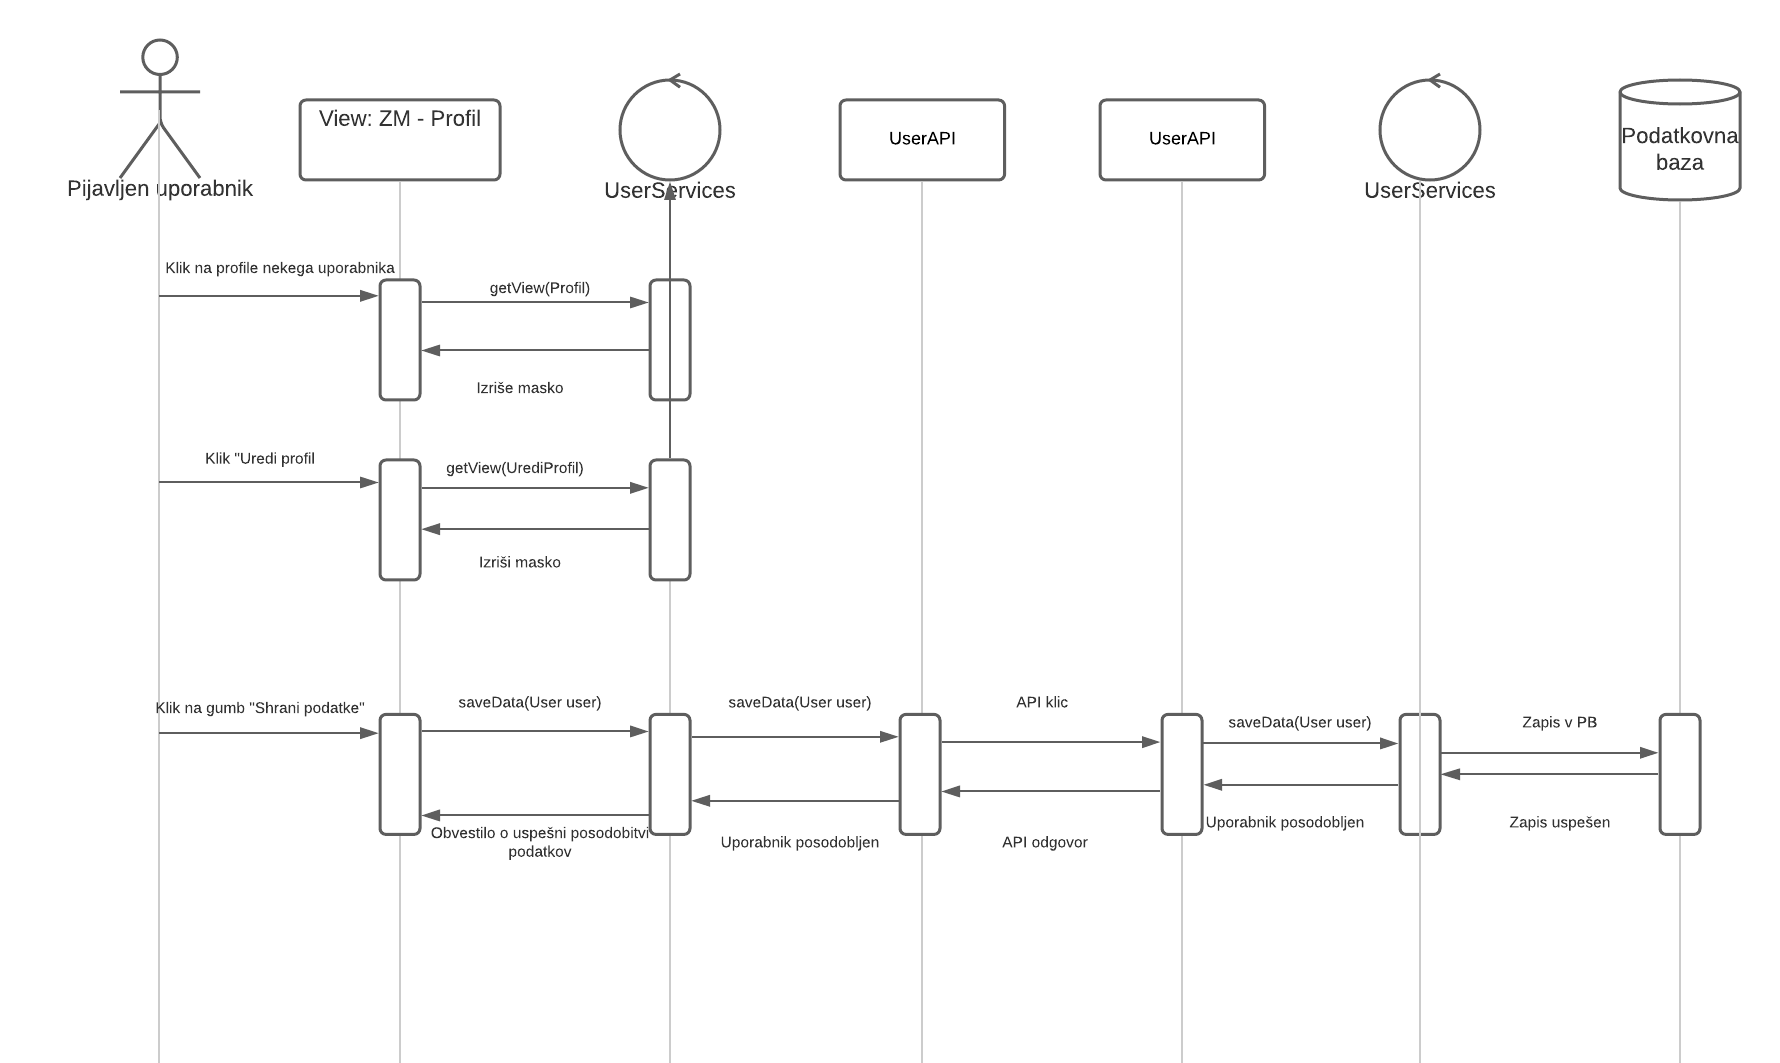 View: ZM - Profil
UserAPI
UserAPI
Podatkovna
baza
Pijavljen uporabnik
UserServices
UserServices
Klik na profile nekega uporabnika
getView(Profil)
Izriše masko
Klik "Uredi profil
getView(UrediProfil)
Izriši masko
Klik na gumb "Shrani podatke"
saveData(User user)
saveData(User user)
API klic
saveData(User user)
Zapis v PB
Obvestilo o uspešni posodobitvi
podatkov
Uporabnik posodobljen
API odgovor
Uporabnik posodobljen
Zapis uspešen